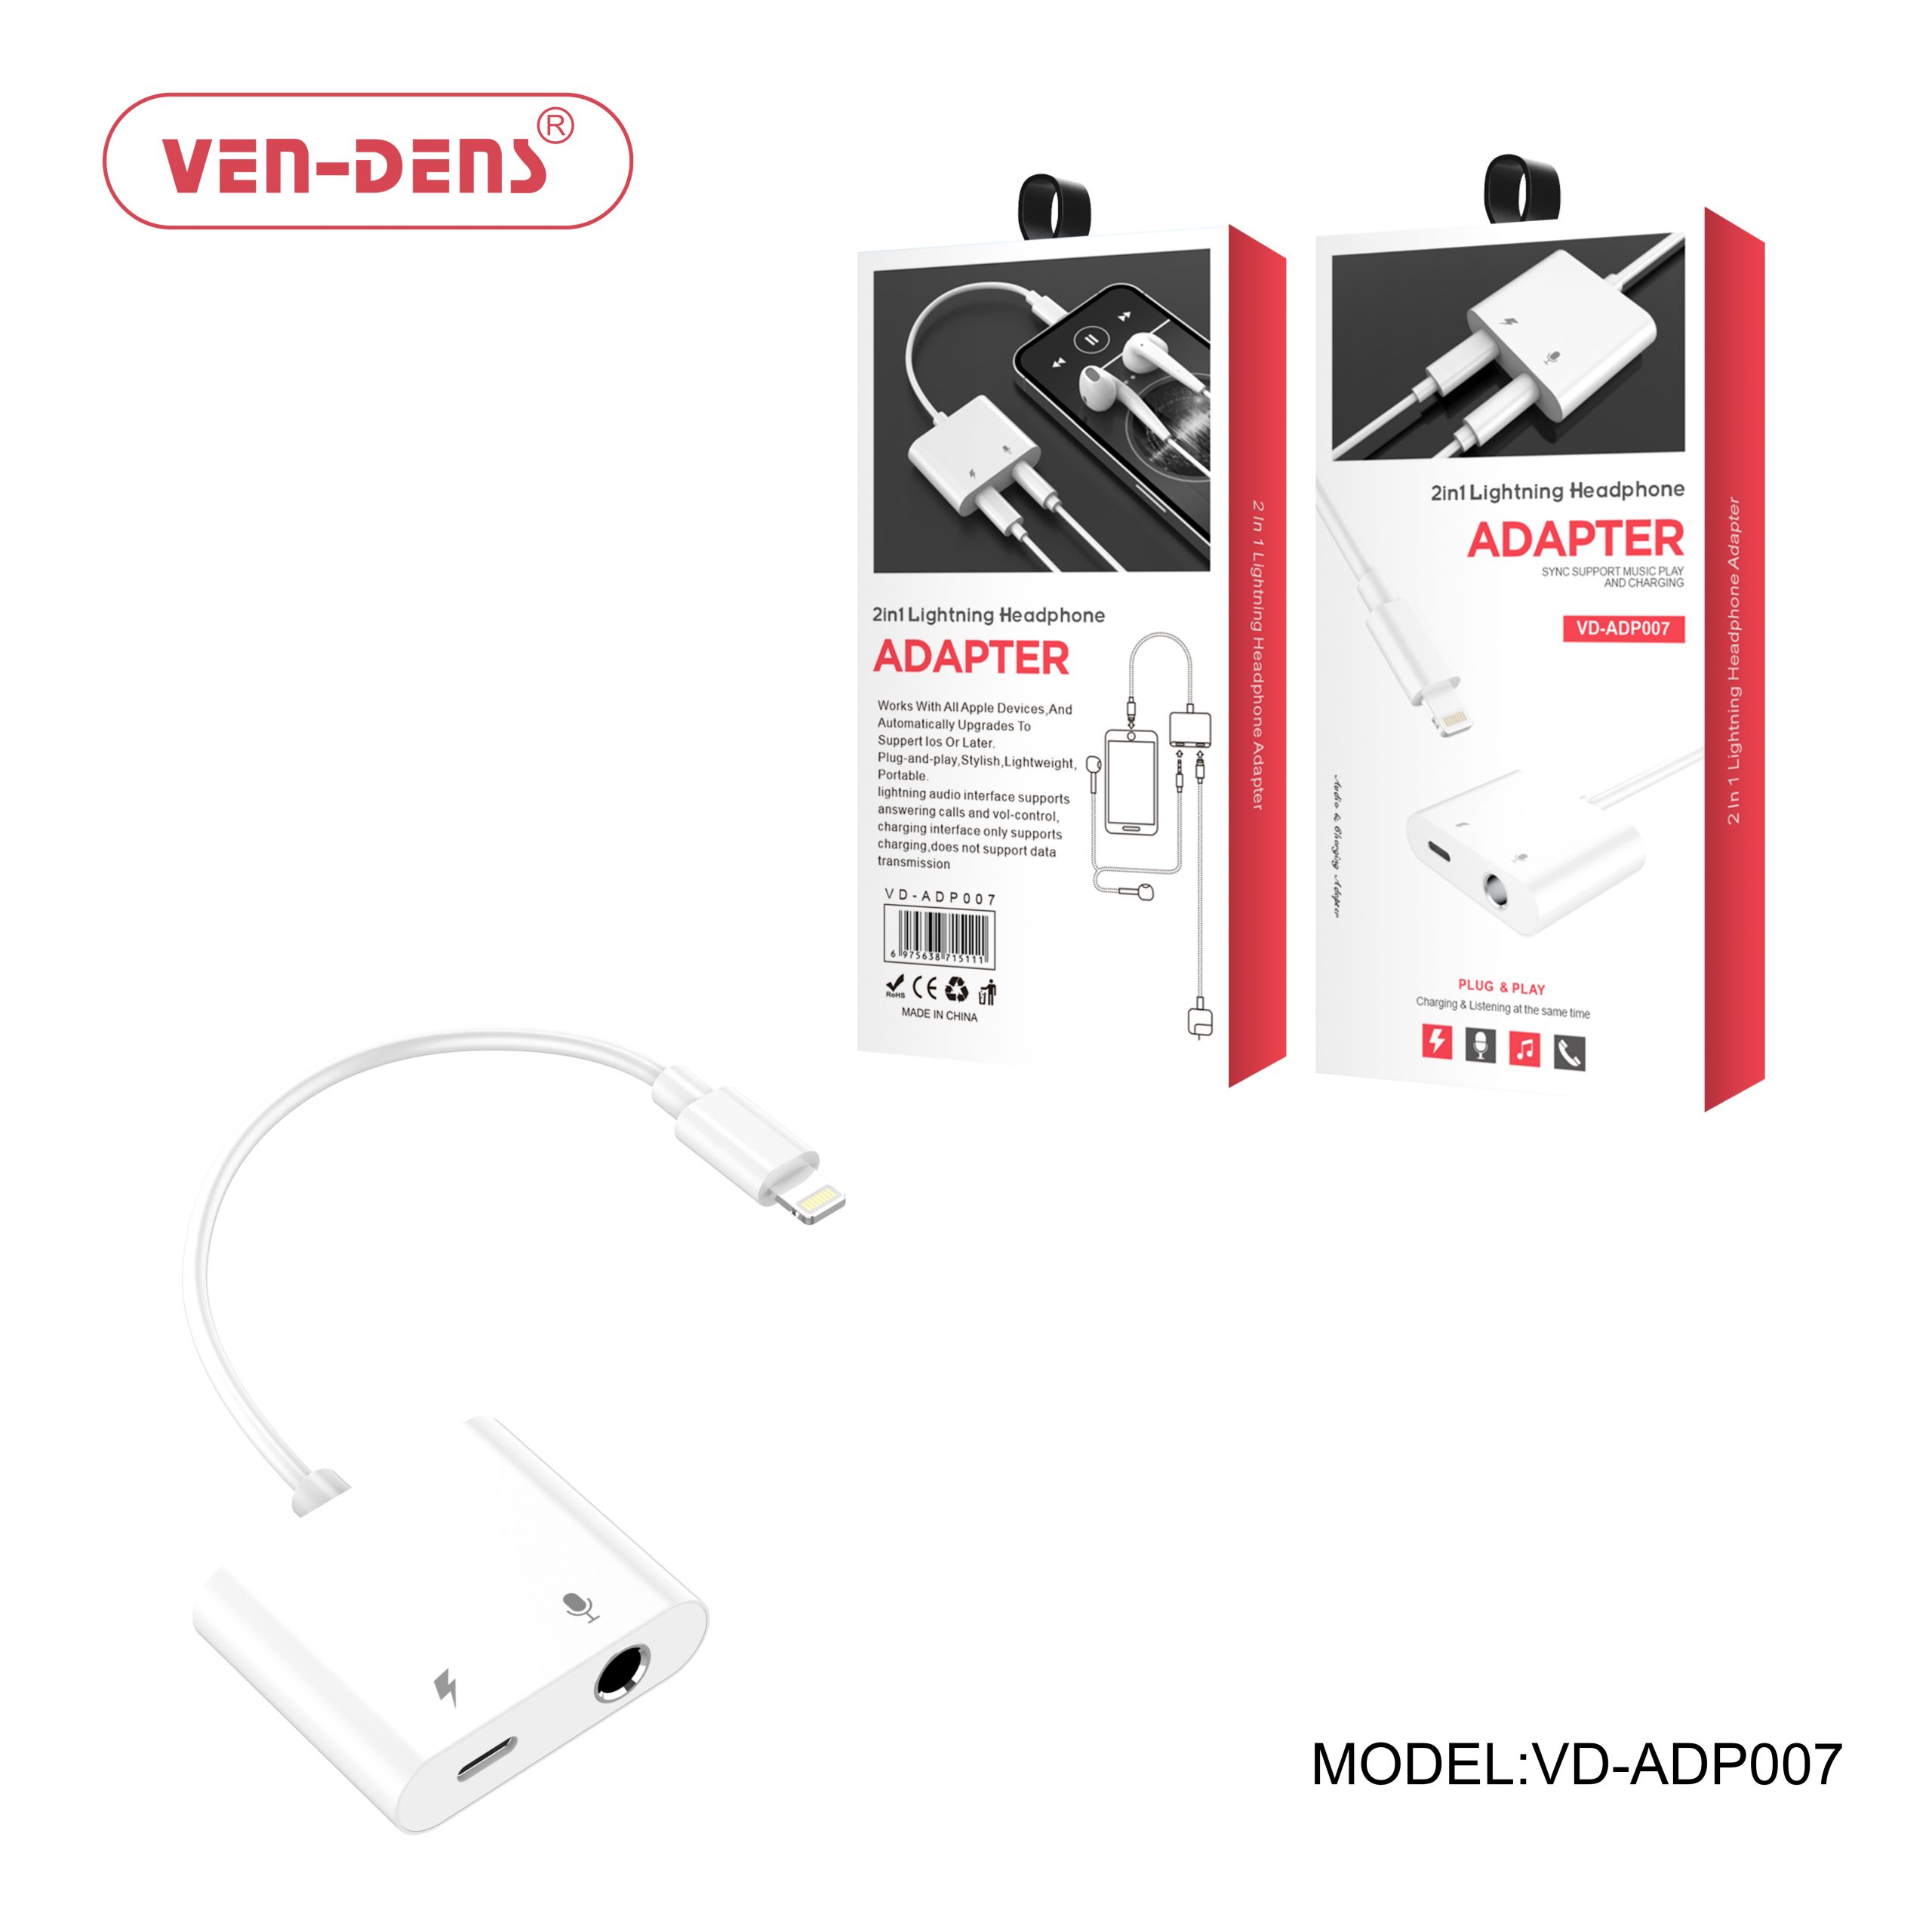 VEN-DENS®
2in1 Lightning Headphone
ADAPTER
Works With All Apple Devices,And
Automatically Upgrades To
Suppert Ios Or Later.
Plug-and-play,Stylish,Lightweight,
Portable.
lightning audio interface supports
answering calls and vol-control,
charging interface only supports
charging,does not support data
transmission
VD-ADP007
6 975638 715111
RoHS CE
MADE IN CHINA
2 In 1 Lightning Headphone Adapter
2in1 Lightning Headphone
ADAPTER
SYNC SUPPORT MUSIC PLAY
AND CHARGING
VD-ADP007
Audio & Charging Adapter
PLUG & PLAY
Charging & Listening at the same time
2 In 1 Lightning Headphone Adapter
MODEL:VD-ADP007